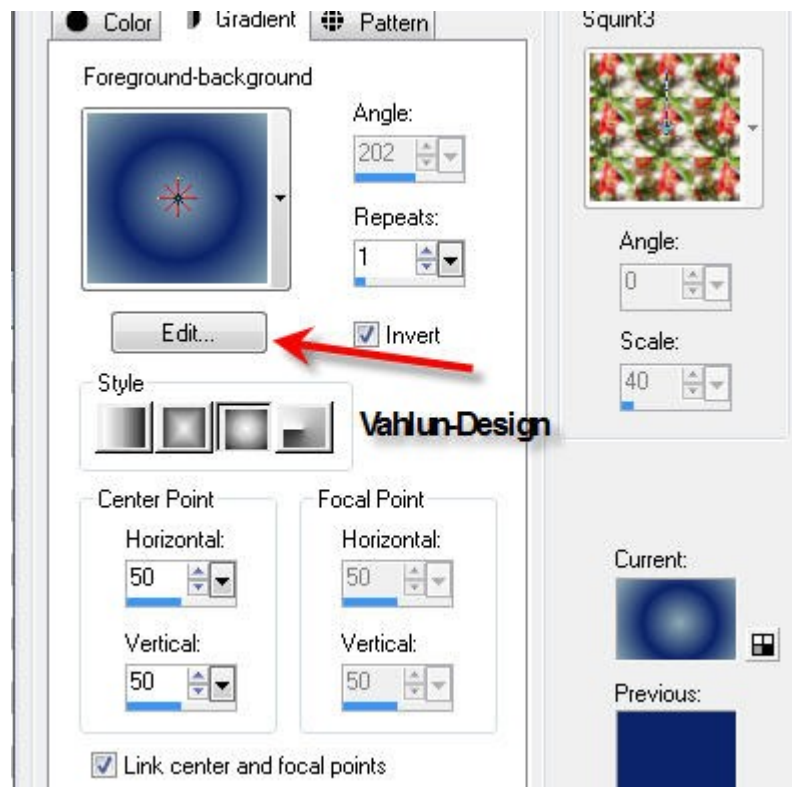 Color
Gradient
Pattern
Foreground-background
Angle:
202
Repeats:
1
Edit...
Invert
Style
Vahlun-Design
Center Point
Horizontal:
50
Vertical:
50
Focal Point
Horizontal:
50
Vertical:
50
Link center and focal points
Squint3
Angle:
0
Scale:
40
Current:
Previous: